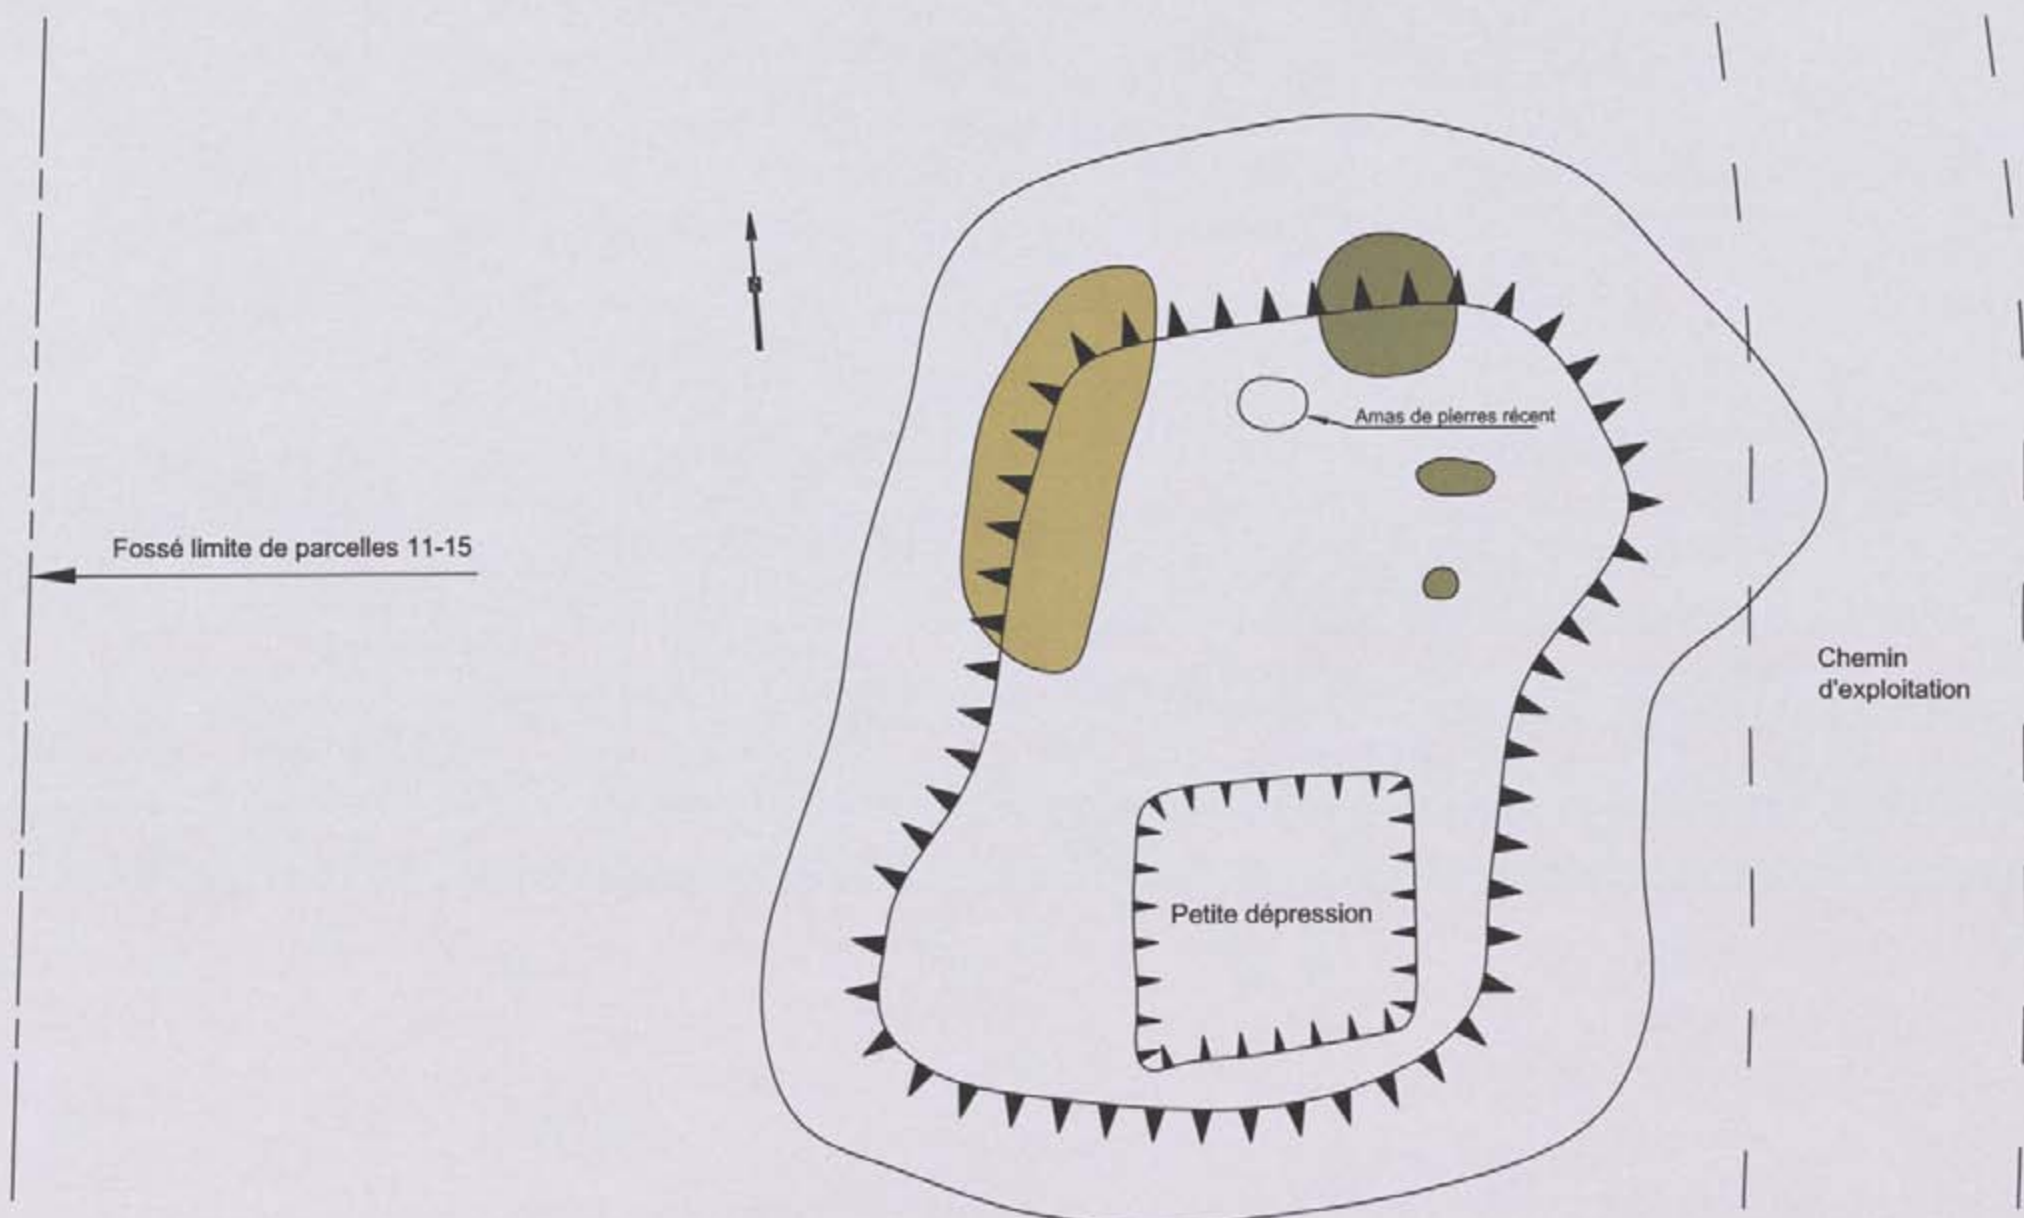 Amas de pierres récent
Fossé limite de parcelles 11-15
Chemin
d'exploitation
Petite dépression